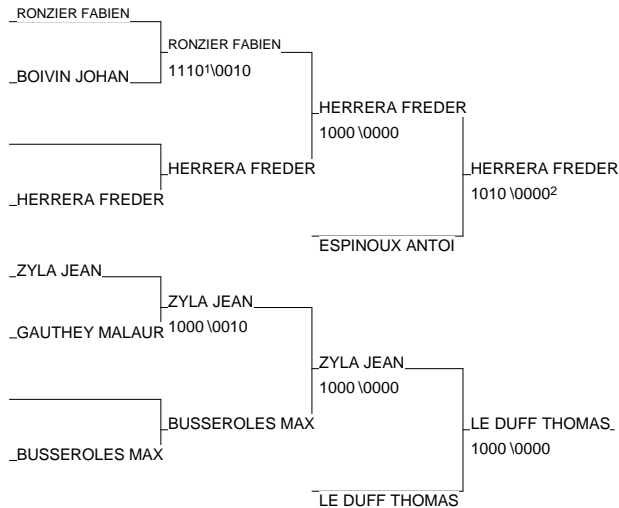 RONZIER FABIEN
RONZIER FABIEN
1110¹\0010
BOIVIN JOHAN
HERRERA FREDER
1000 \0000
HERRERA FREDER
HERRERA FREDER
HERRERA FREDER
1010 \0000²
ESPINOUX ANTOI
ZYLA JEAN
ZYLA JEAN
1000 \0010
GAUTHEY MALAUR
ZYLA JEAN
1000 \0000
BUSSEROLES MAX
LE DUFF THOMAS
1000 \0000
BUSSEROLES MAX
LE DUFF THOMAS